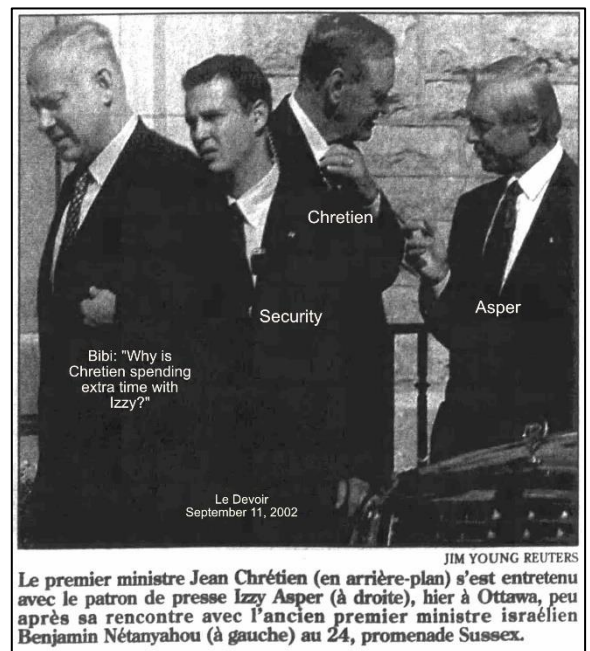 Chretien
Security
Asper
Bibi: "Why is
Chretien spending
extra time with
Izzy?"
Le Devoir
September 11, 2002
JIM YOUNG REUTERS
Le premier ministre Jean Chrétien (en arrière-plan) s'est entretenu
avec le patron de presse Izzy Asper (à droite), hier à Ottawa, peu
après sa rencontre avec l'ancien premier ministre israélien
Benjamin Nétanyahou (à gauche) au 24, promenade Sussex.